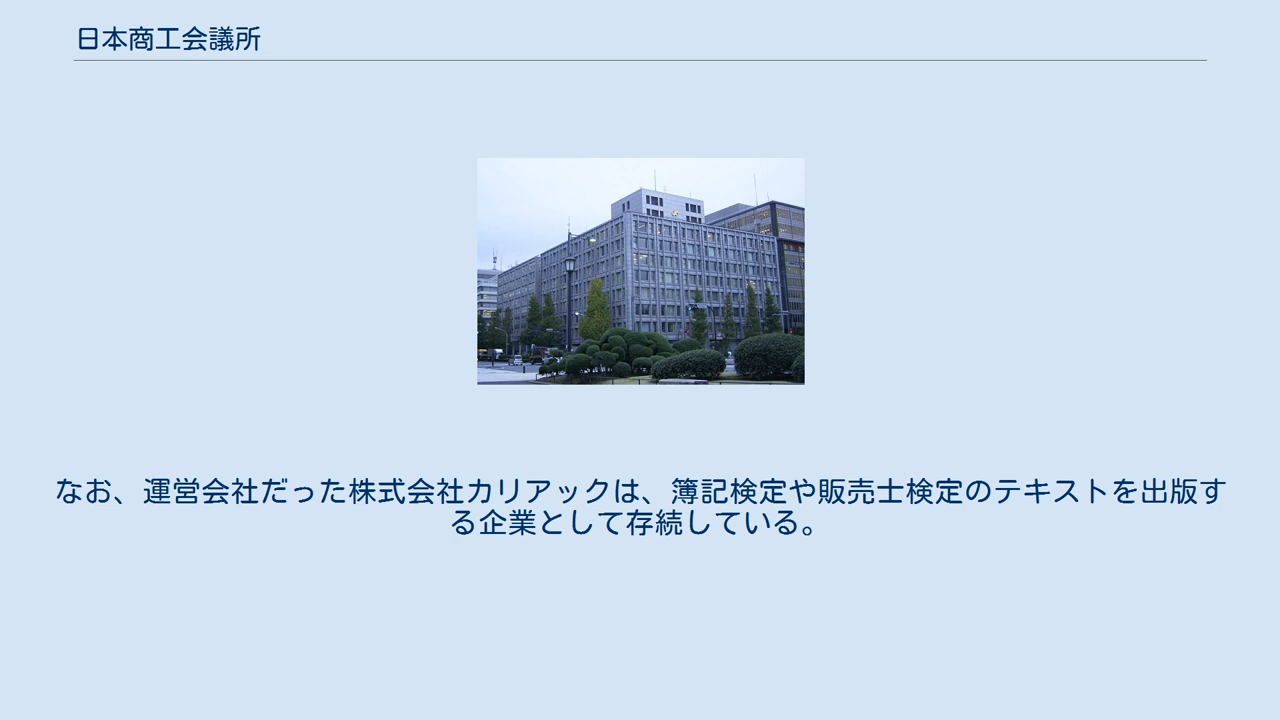 日本商工会議所
なお、運営会社だった株式会社カリアックは、簿記検定や販売士検定のテキストを出版す
る企業として存続している。